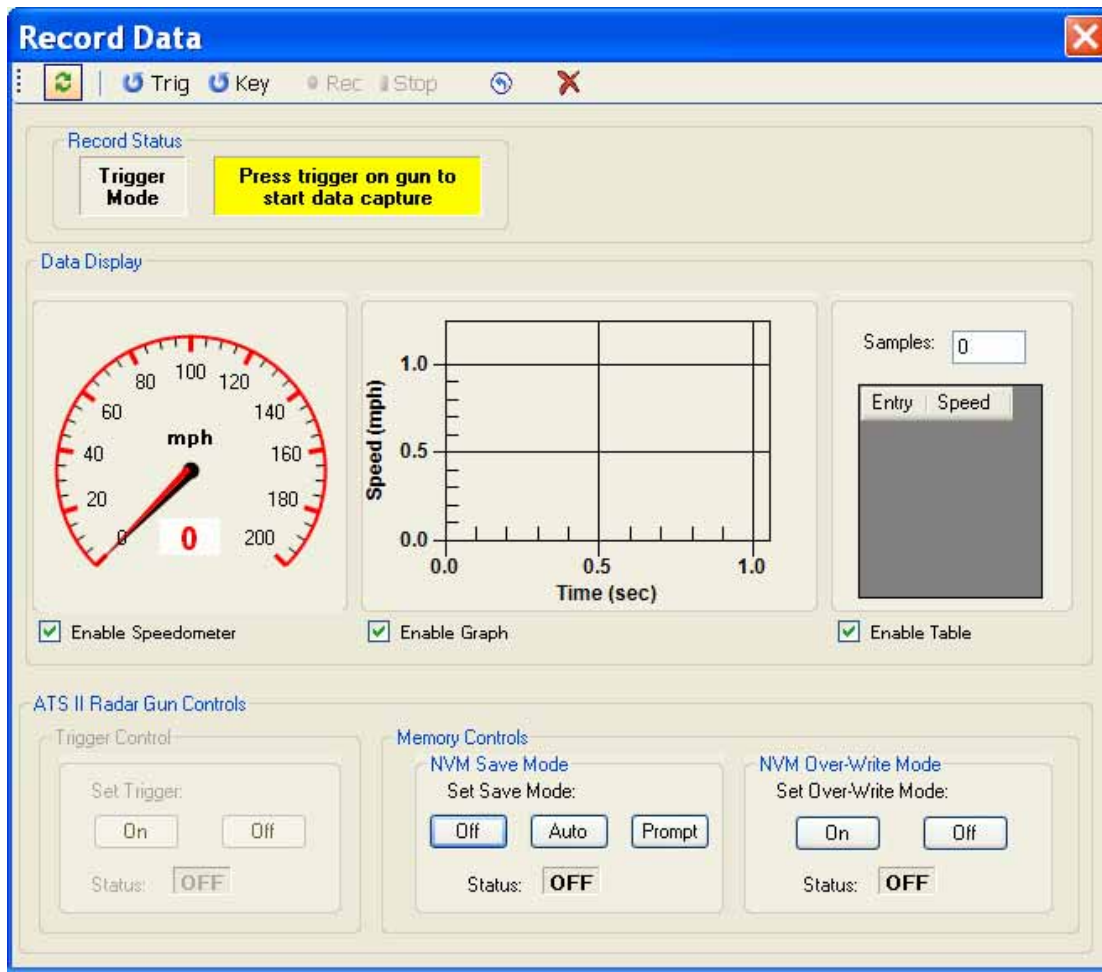 Record Data
Trig Key Rec Stop
Record Status
Trigger
Mode
Press trigger on gun to
start data capture
Data Display
0
20
40
60
80
100
120
140
160
180
200
mph
0
Speed (mph)
1.0
0.5
0.0
0.0 0.5 1.0
Time (sec)
Samples: 0
Entry Speed
Enable Speedometer
Enable Graph
Enable Table
ATS II Radar Gun Controls
Trigger Control
Set Trigger:
On Off
Status: OFF
Memory Controls
NVM Save Mode
Set Save Mode:
Off Auto Prompt
Status: OFF
NVM Over-Write Mode
Set Over-Write Mode:
On Off
Status: OFF